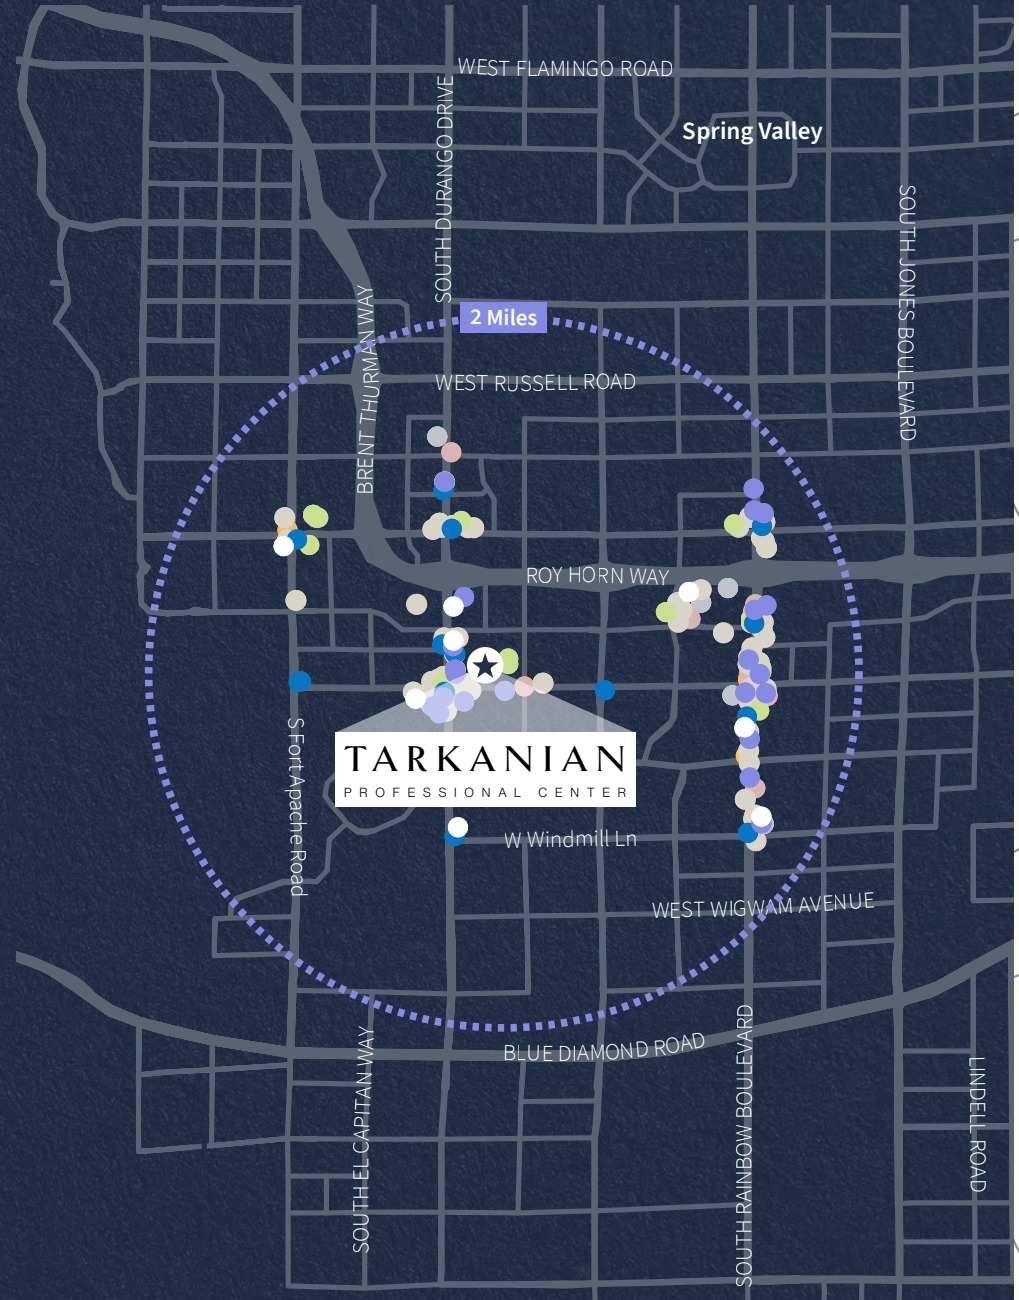 WEST FLAMINGO ROAD
Spring Valley
SOUTH DURANGO DRIVE
SOUTH JONES BOULEVARD
BRENT THURMAN WAY
2 Miles
WEST RUSSELL ROAD
ROY HORN WAY
S Fort Apache Road
TARKANIAN
PROFESSIONAL CENTER
W Windmill Ln
WEST WIGWAM AVENUE
BLUE DIAMOND ROAD
SOUTH EL CAPITAN WAY
SOUTH RAINBOW BOULEVARD
LINDELL ROAD